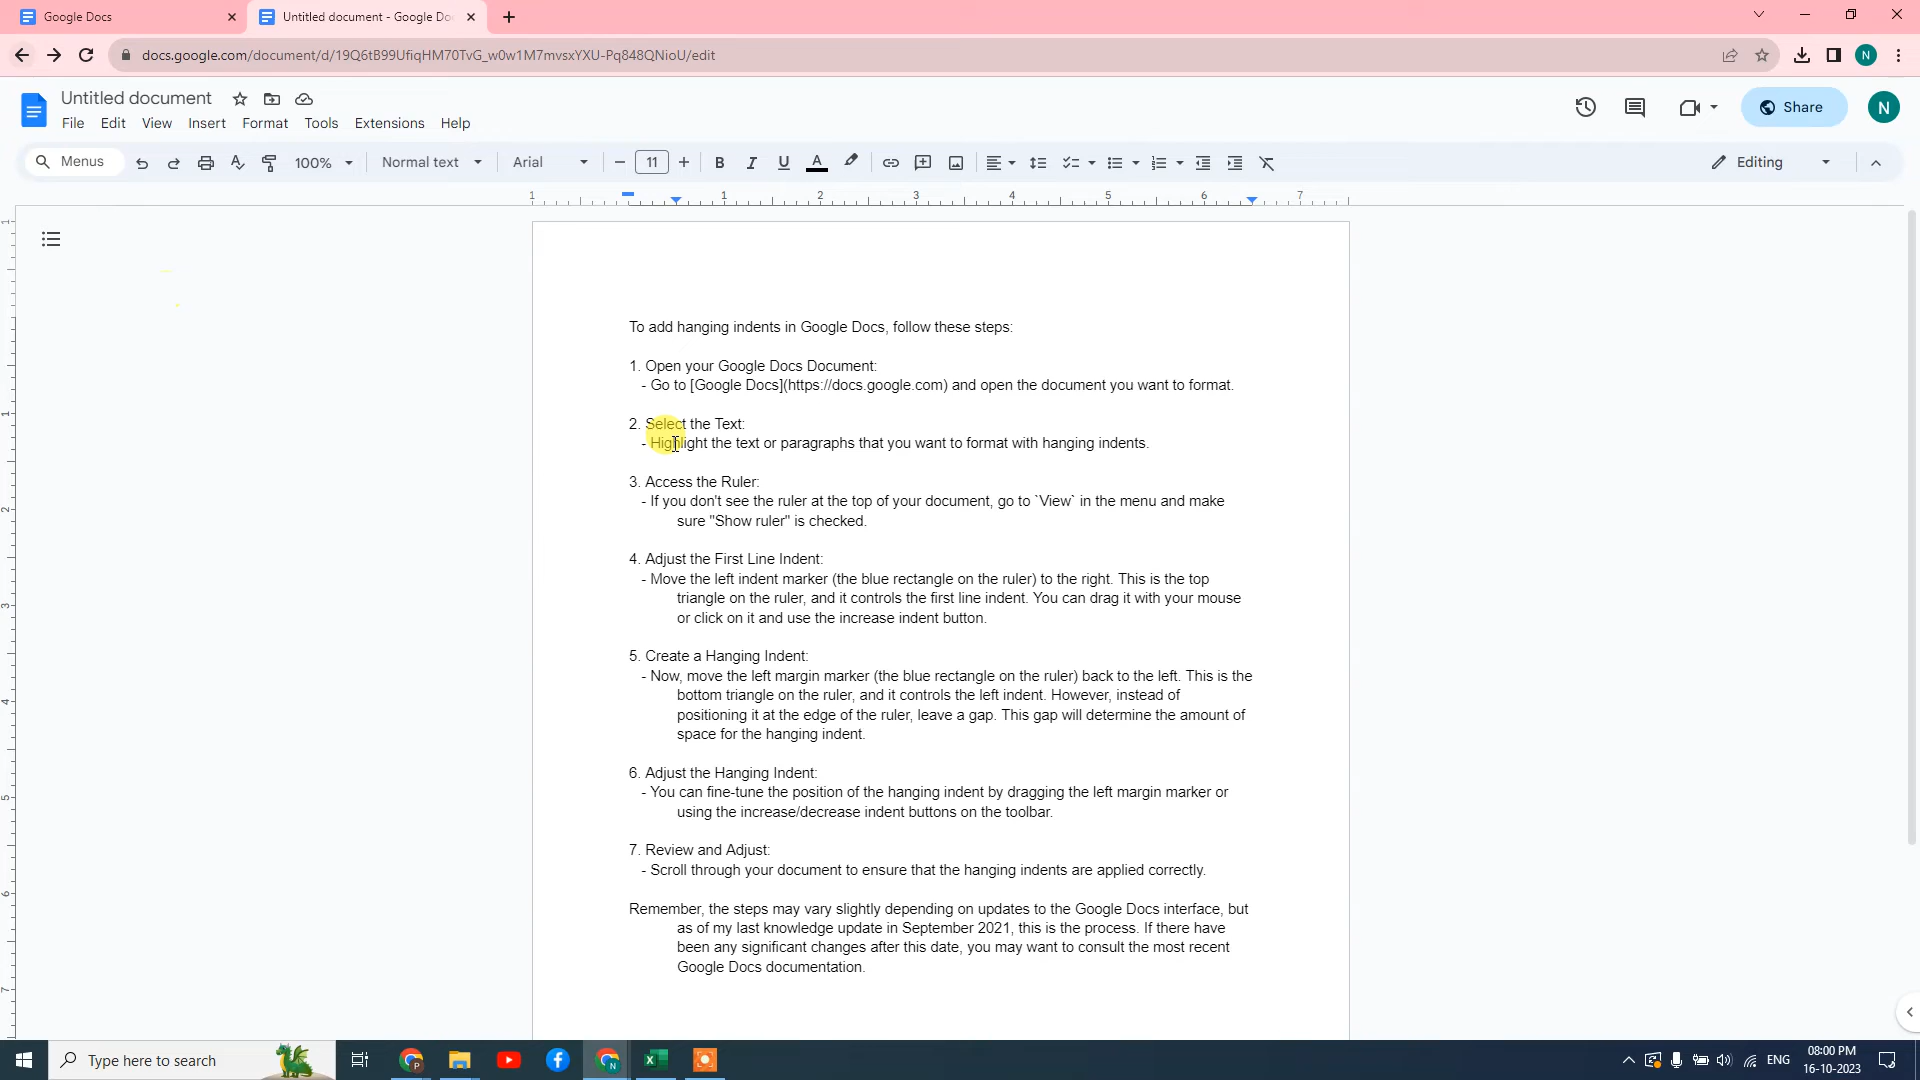 Google Docs
Untitled document - Google Do
docs.google.com/document/d/19Q6tB99UfiqHM70TvG_w0w1M7mvsxYXU-Pq848QNioU/edit
N
Untitled document
File Edit View Insert Format Tools Extensions Help
Share
N
Menus
100%
Normal text
Arial
11
Editing
1 1 2 3 4 5 6 7
To add hanging indents in Google Docs, follow these steps:
1. Open your Google Docs Document:
- Go to [Google Docs](https://docs.google.com) and open the document you want to format.
2. Select the Text:
- Highlight the text or paragraphs that you want to format with hanging indents.
3. Access the Ruler:
- If you don't see the ruler at the top of your document, go to `View` in the menu and make
sure "Show ruler" is checked.
4. Adjust the First Line Indent:
- Move the left indent marker (the blue rectangle on the ruler) to the right. This is the top
triangle on the ruler, and it controls the first line indent. You can drag it with your mouse
or click on it and use the increase indent button.
5. Create a Hanging Indent:
- Now, move the left margin marker (the blue rectangle on the ruler) back to the left. This is the
bottom triangle on the ruler, and it controls the left indent. However, instead of
positioning it at the edge of the ruler, leave a gap. This gap will determine the amount of
space for the hanging indent.
6. Adjust the Hanging Indent:
- You can fine-tune the position of the hanging indent by dragging the left margin marker or
using the increase/decrease indent buttons on the toolbar.
7. Review and Adjust:
- Scroll through your document to ensure that the hanging indents are applied correctly.
Remember, the steps may vary slightly depending on updates to the Google Docs interface, but
as of my last knowledge update in September 2021, this is the process. If there have
been any significant changes after this date, you may want to consult the most recent
Google Docs documentation.
1
1
2
3
4
5
6
7
Type here to search
ENG
08:00 PM
16-10-2023